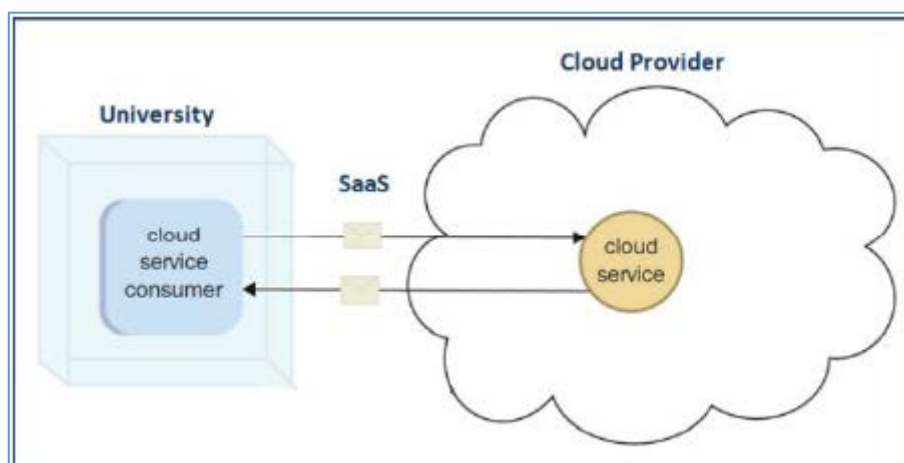 Cloud Provider
University
SaaS
cloud
service
consumer
cloud
service